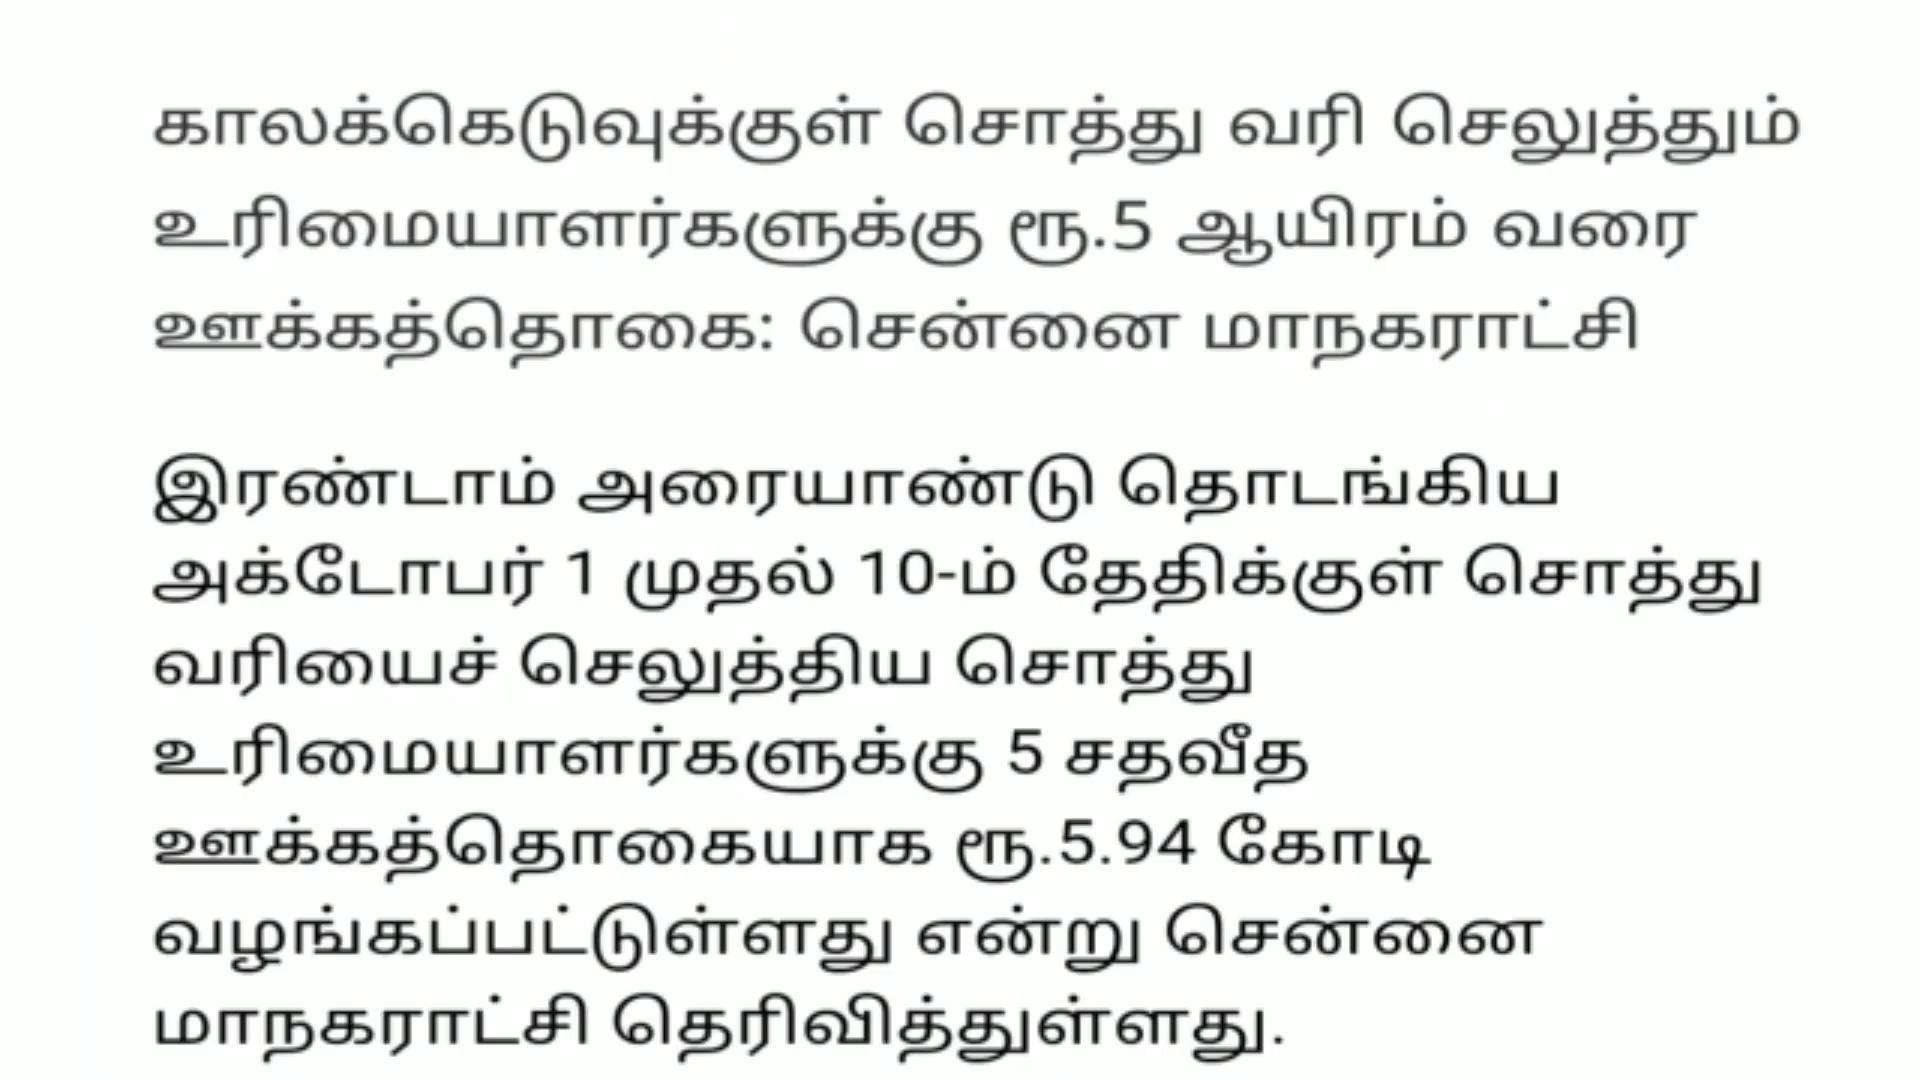 காலக்கெடுவுக்குள் சொத்து வரி செலுத்தும்
உரிமையாளர்களுக்கு ரூ.5 ஆயிரம் வரை
ஊக்கத்தொகை: சென்னை மாநகராட்சி
இரண்டாம் அரையாண்டு தொடங்கிய
அக்டோபர் 1 முதல் 10-ம் தேதிக்குள் சொத்து
வரியைச் செலுத்திய சொத்து
உரிமையாளர்களுக்கு 5 சதவீத
ஊக்கத்தொகையாக ரூ.5.94 கோடி
வழங்கப்பட்டுள்ளது என்று சென்னை
மாநகராட்சி தெரிவித்துள்ளது.